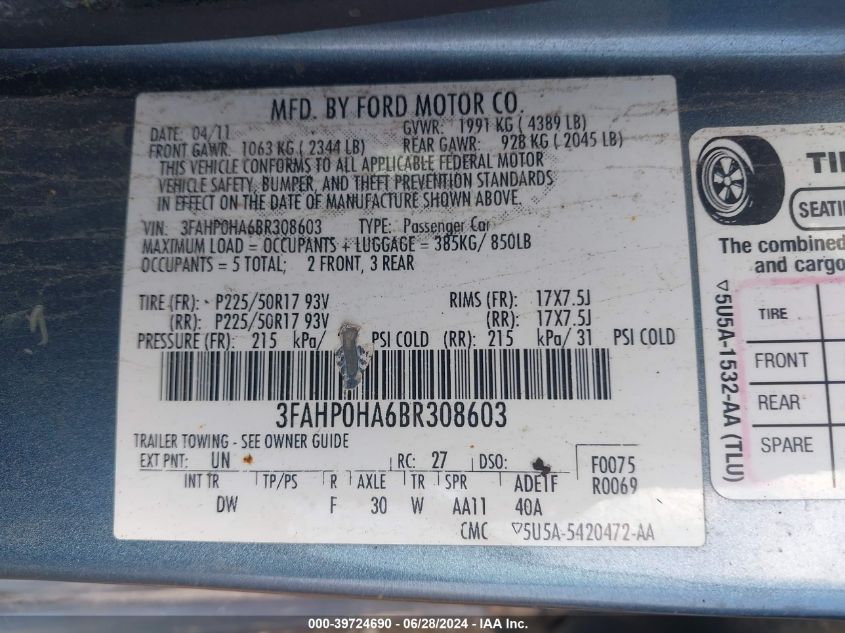 MFD. BY FORD MOTOR CO.
DATE: 04/11 GVWR: 1991 KG ( 4389 LB)
FRONT GAWR: 1063 KG ( 2344 LB) REAR GAWR: 928 KG ( 2045 LB)
THIS VEHICLE CONFORMS TO ALL APPLICABLE FEDERAL MOTOR
VEHICLE SAFETY, BUMPER, AND THEFT PREVENTION STANDARDS
IN EFFECT ON THE DATE OF MANUFACTURE SHOWN ABOVE.
VIN: 3FAHP0HA6BR308603 TYPE: Passenger Car
MAXIMUM LOAD = OCCUPANTS + LUGGAGE = 385KG/ 850LB
OCCUPANTS = 5 TOTAL; 2 FRONT, 3 REAR
TIRE (FR): P225/50R17 93V RIMS (FR): 17X7.5J
(RR): P225/50R17 93V (RR): 17X7.5J
PRESSURE (FR): 215 kPa/ PSI COLD (RR): 215 kPa/ 31 PSI COLD
3FAHP0HA6BR308603
TRAILER TOWING - SEE OWNER GUIDE
EXT PNT: UN RC: 27 DSO: F0075
INT TR TP/PS R AXLE TR SPR ADE1F R0069
DW F 30 W AA11 40A
CMC ▽5U5A-5420472-AA
TI
SEATI
The combined
and cargo
TIRE
FRONT
REAR
SPARE
▽5U5A-1532-AA (TLU)
000-39724690 - 06/28/2024 - IAA Inc.